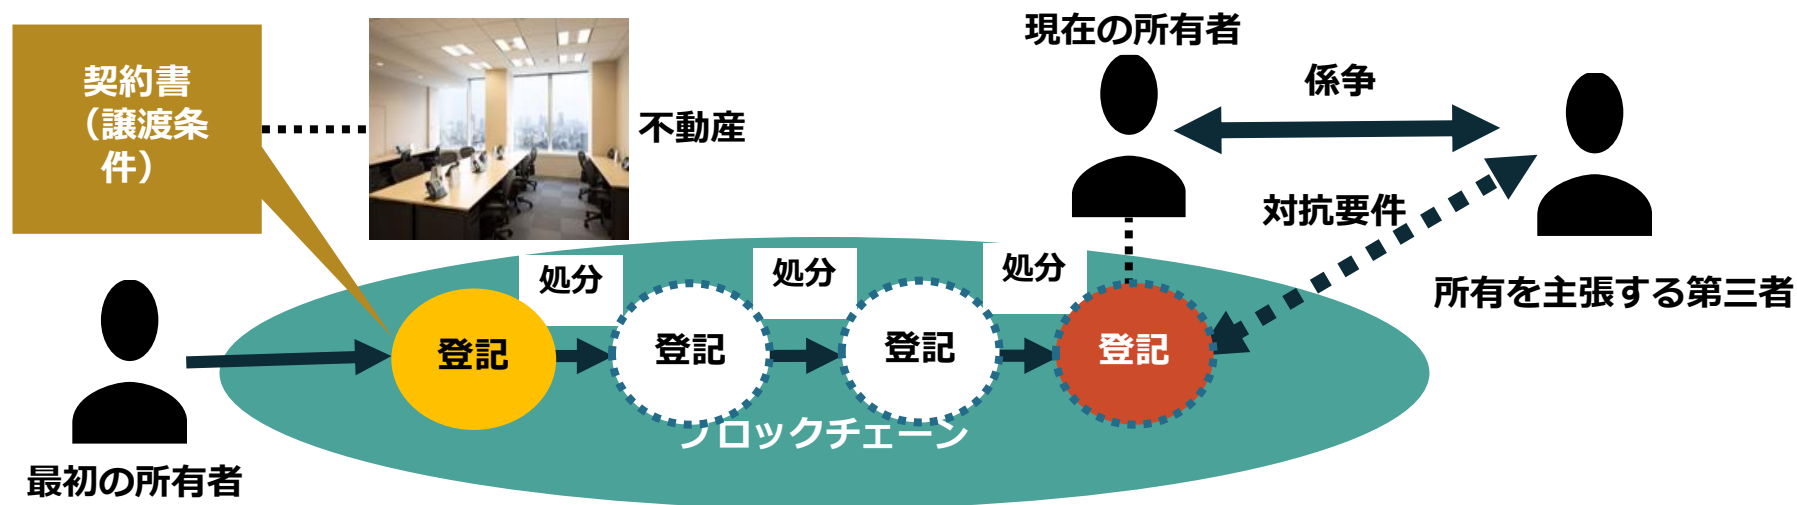 現在の所有者
契約書
（譲渡条
件）
係争
不動産
対抗要件
処分
処分
処分
所有を主張する第三者
登記
登記
登記
登記
ブロックチェーン
最初の所有者